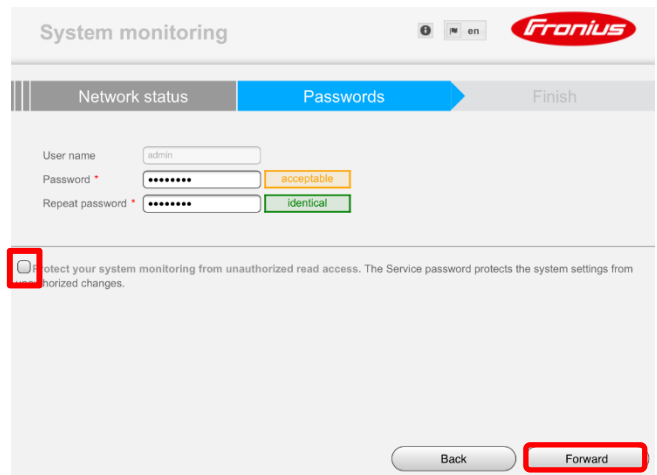 System monitoring
en
Fronius
Network status
Passwords
Finish
User name
admin
Password *
••••••••
acceptable
Repeat password *
••••••••
identical
Protect your system monitoring from unauthorized read access. The Service password protects the system settings from
horized changes.
Back
Forward